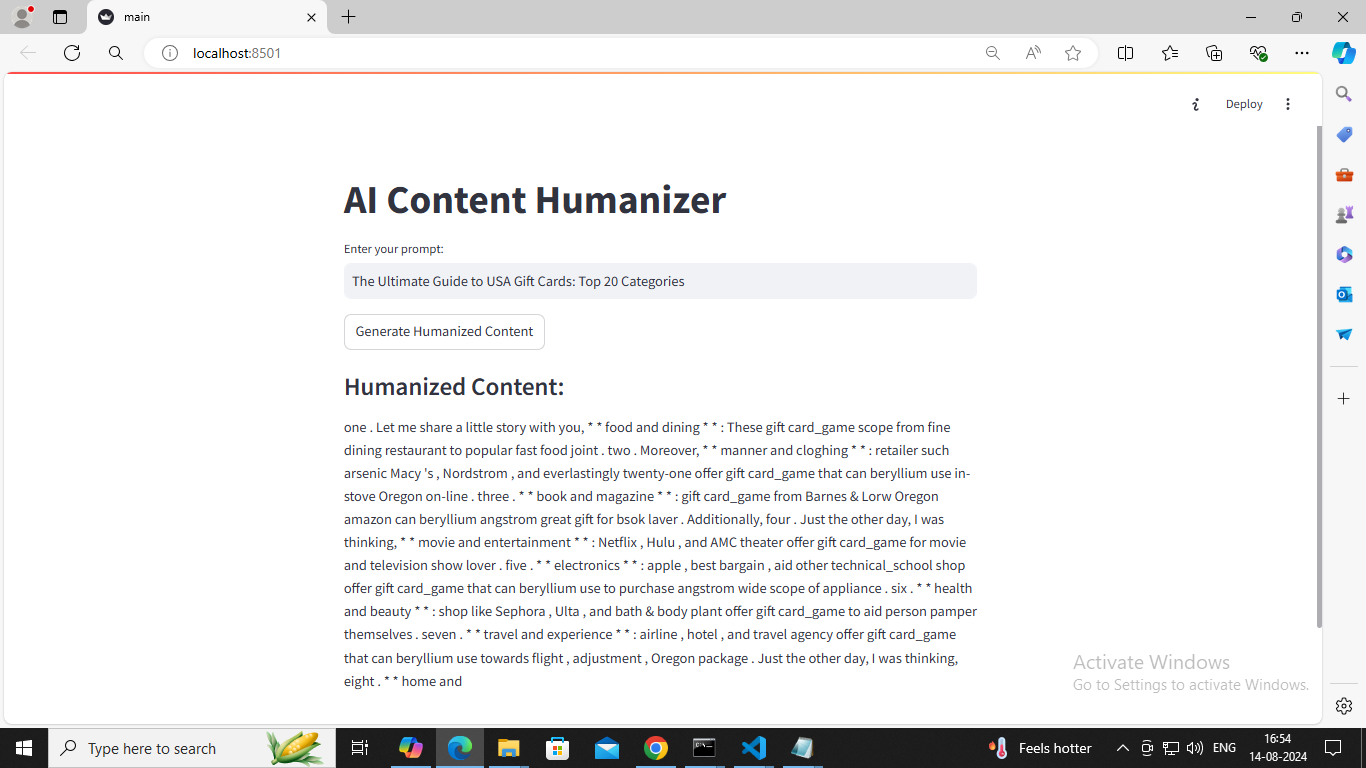 main
localhost:8501
Deploy
AI Content Humanizer
Enter your prompt:
The Ultimate Guide to USA Gift Cards: Top 20 Categories
Generate Humanized Content
Humanized Content:
one . Let me share a little story with you, * * food and dining * * : These gift card_game scope from fine
dining restaurant to popular fast food joint . two . Moreover, * * manner and cloghing * * : retailer such
arsenic Macy 's , Nordstrom , and everlastingly twenty-one offer gift card_game that can beryllium use in-
stove Oregon on-line . three . * * book and magazine * * : gift card_game from Barnes & Lorw Oregon
amazon can beryllium angstrom great gift for bsok laver . Additionally, four . Just the other day, I was
thinking, * * movie and entertainment * * : Netflix , Hulu , and AMC theater offer gift card_game for movie
and television show lover . five . * * electronics * * : apple , best bargain , aid other technical_school shop
offer gift card_game that can beryllium use to purchase angstrom wide scope of appliance . six . * * health
and beauty * * : shop like Sephora , Ulta , and bath & body plant offer gift card_game to aid person pamper
themselves . seven . * * travel and experience * * : airline , hotel , and travel agency offer gift card_game
that can beryllium use towards flight , adjustment , Oregon package . Just the other day, I was thinking,
eight . * * home and
Activate Windows
Go to Settings to activate Windows.
Type here to search
Feels hotter
ENG
16:54
14-08-2024